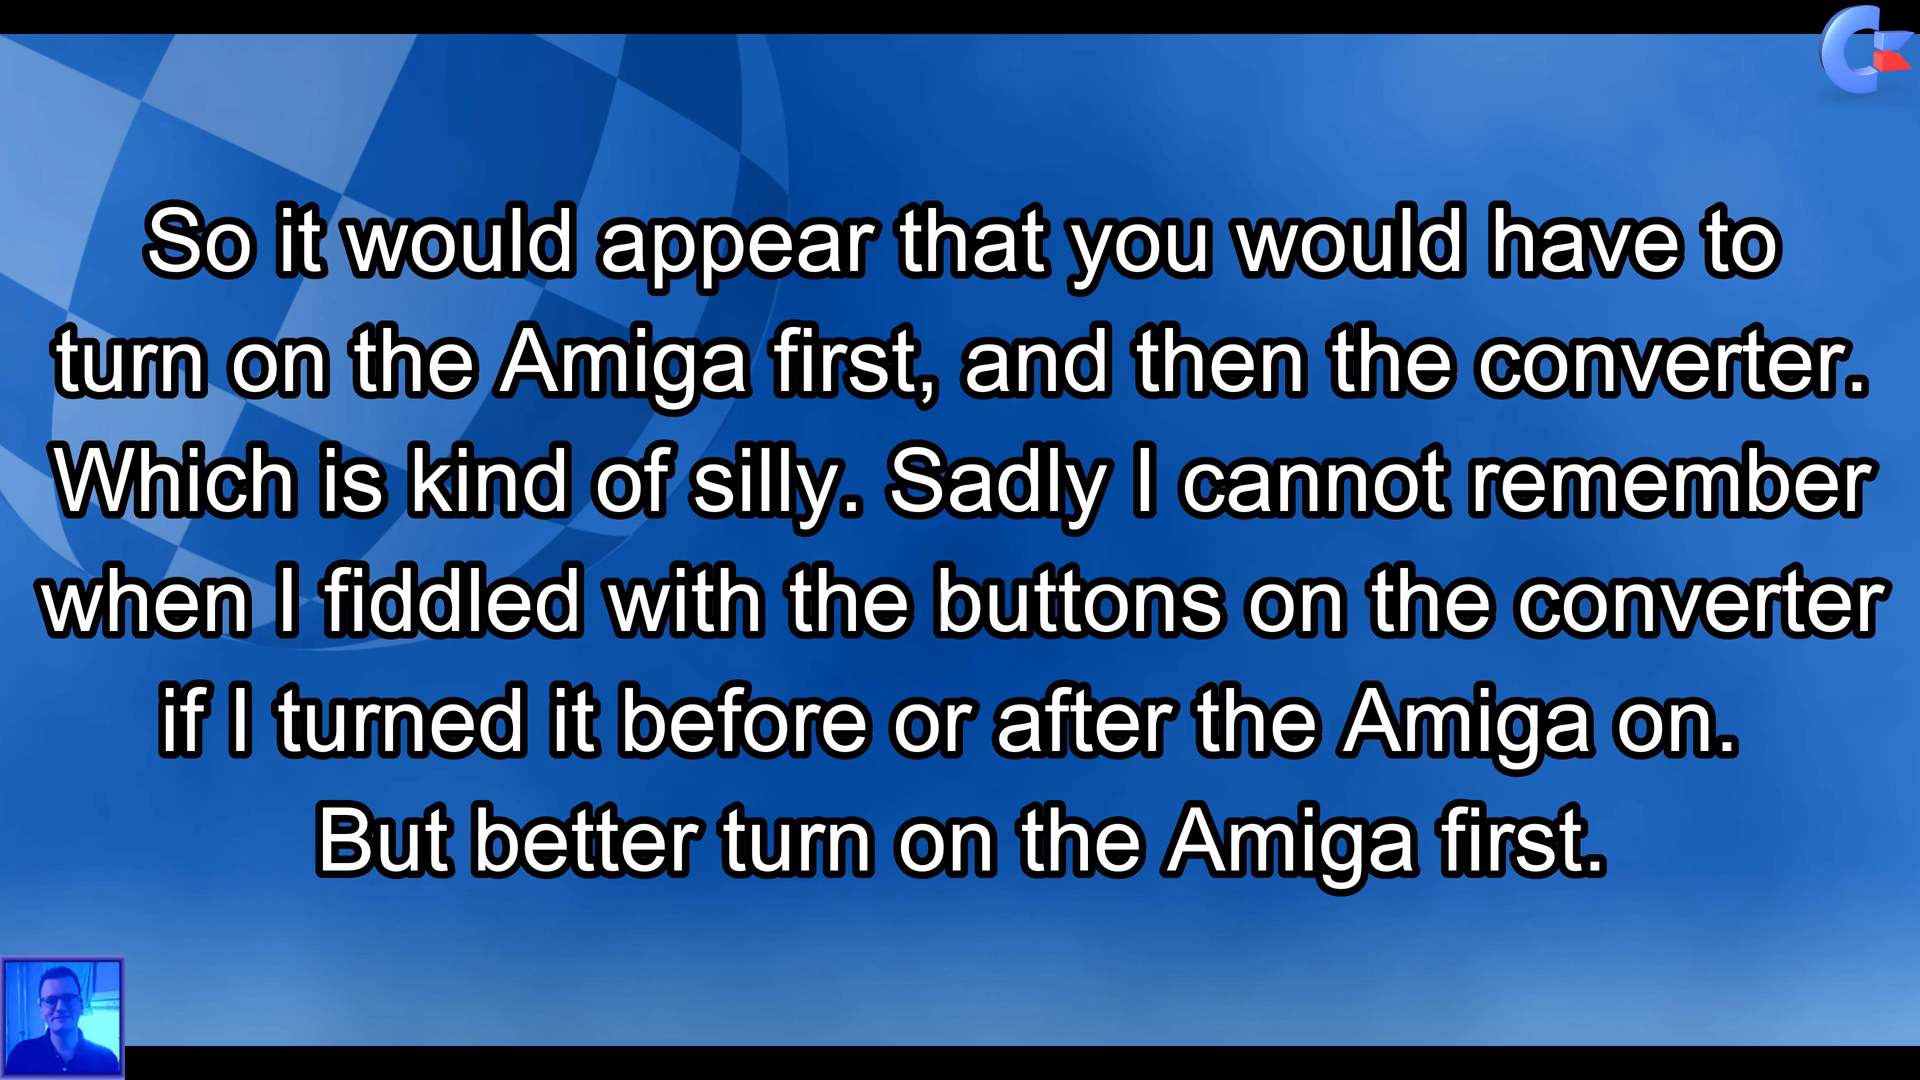 So it would appear that you would have to
turn on the Amiga first, and then the converter.
Which is kind of silly. Sadly I cannot remember
when I fiddled with the buttons on the converter
if I turned it before or after the Amiga on.
But better turn on the Amiga first.